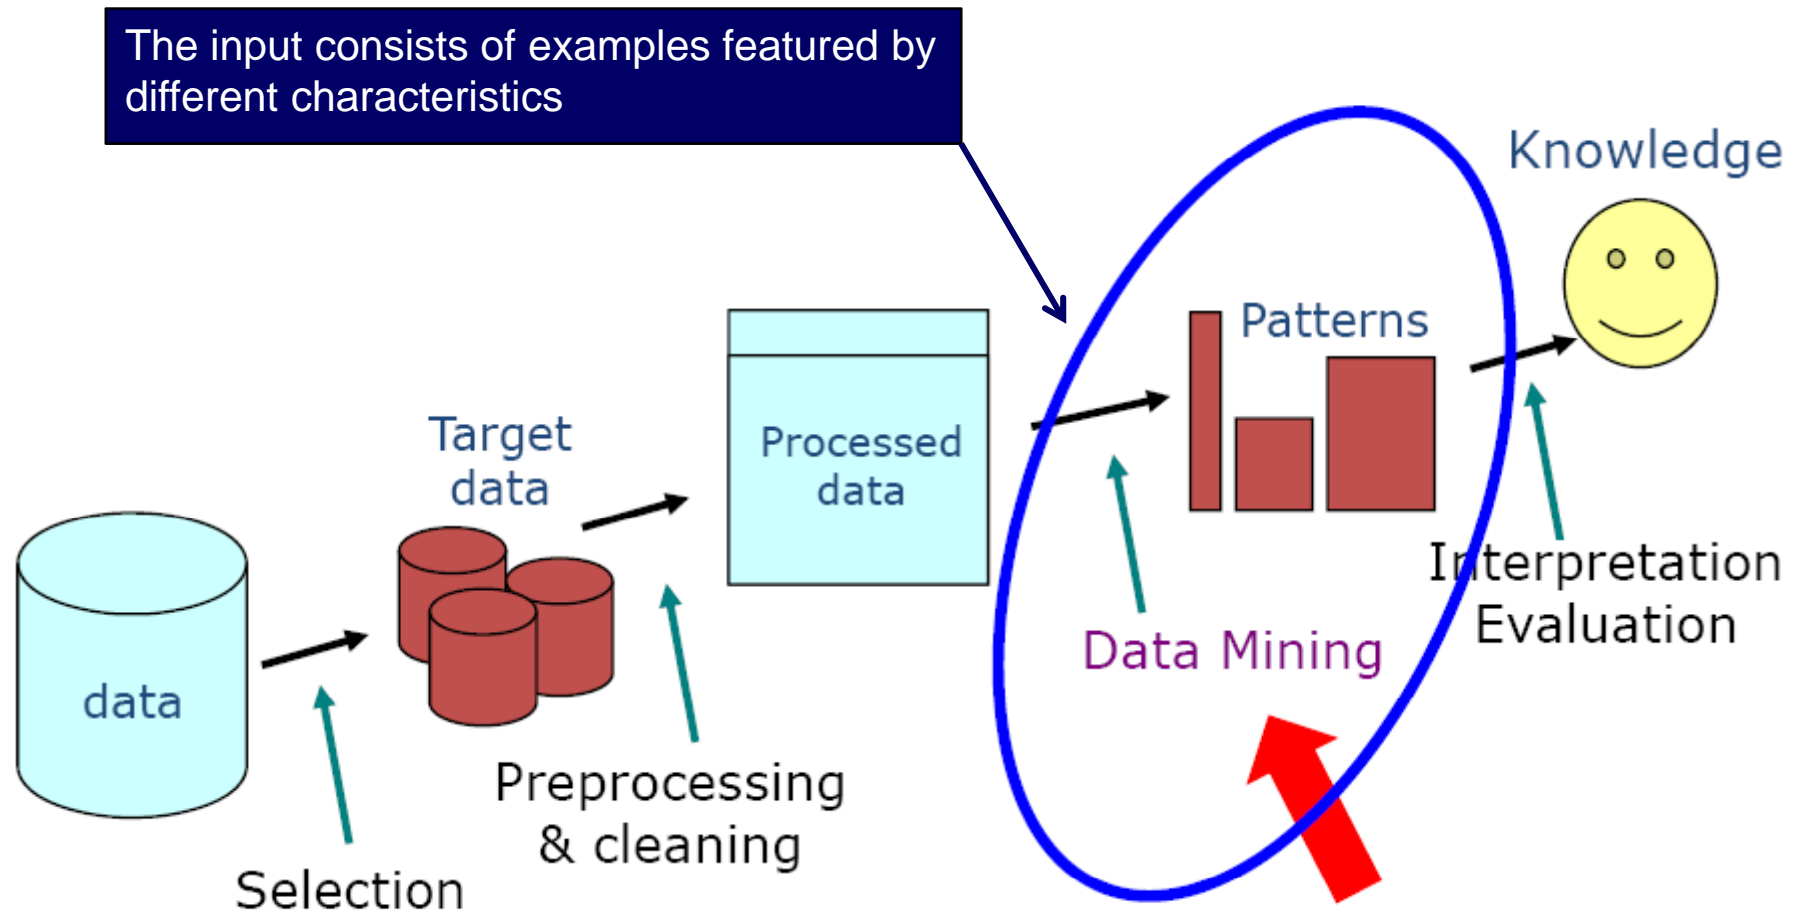 The input consists of examples featured by
different characteristics
Knowledge
Patterns
Target
data
Processed
data
data
Data Mining
Interpretation
Evaluation
Preprocessing
& cleaning
Selection